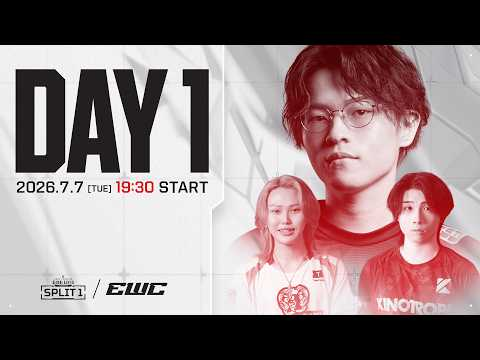 DAY 1
2026.7.7 [TUE] 19:30 START
SPLIT 1
EWC
KINOTROPE